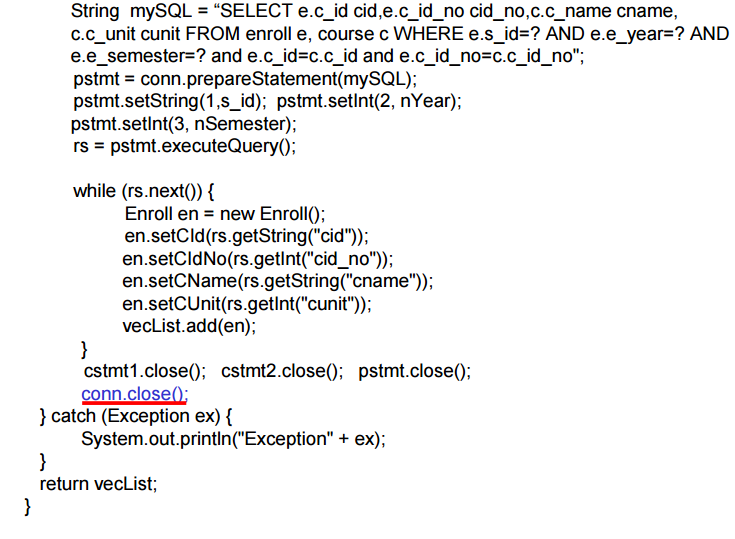 String  mySQL = “SELECT e.c_id cid,e.c_id_no cid_no,c.c_name cname,
c.c_unit cunit FROM enroll e, course c WHERE e.s_id=? AND e.e_year=? AND
e.e_semester=? and e.c_id=c.c_id and e.c_id_no=c.c_id_no";
pstmt = conn.prepareStatement(mySQL);
pstmt.setString(1,s_id);  pstmt.setInt(2, nYear);
pstmt.setInt(3, nSemester);
rs = pstmt.executeQuery();
while (rs.next()) {
Enroll en = new Enroll();
en.setCId(rs.getString("cid"));
en.setCIdNo(rs.getInt("cid_no"));
en.setCName(rs.getString("cname"));
en.setCUnit(rs.getInt("cunit"));
vecList.add(en);
}
cstmt1.close();   cstmt2.close();   pstmt.close();
conn.close();
} catch (Exception ex) {
System.out.println("Exception" + ex);
}
return vecList;
}